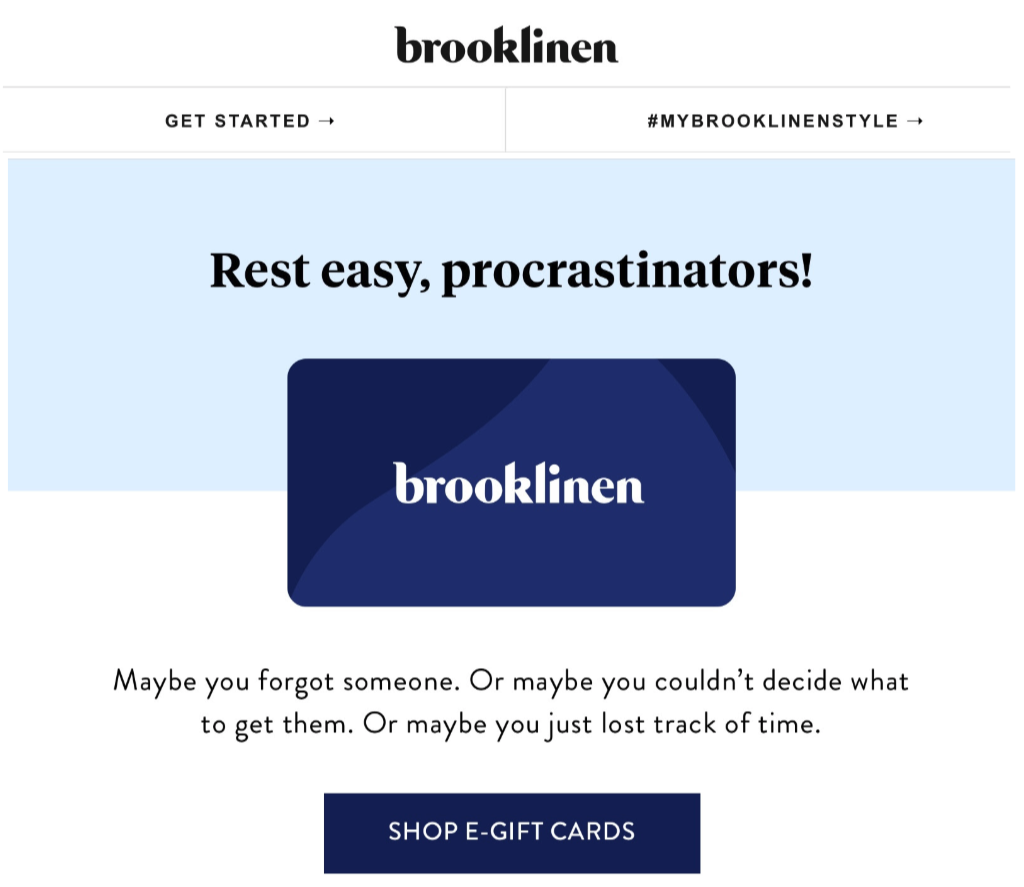 brooklinen
GET STARTED →
#MYBROOKLINENSTYLE →
Rest easy, procrastinators!
brooklinen
Maybe you forgot someone. Or maybe you couldn’t decide what
to get them. Or maybe you just lost track of time.
SHOP E-GIFT CARDS